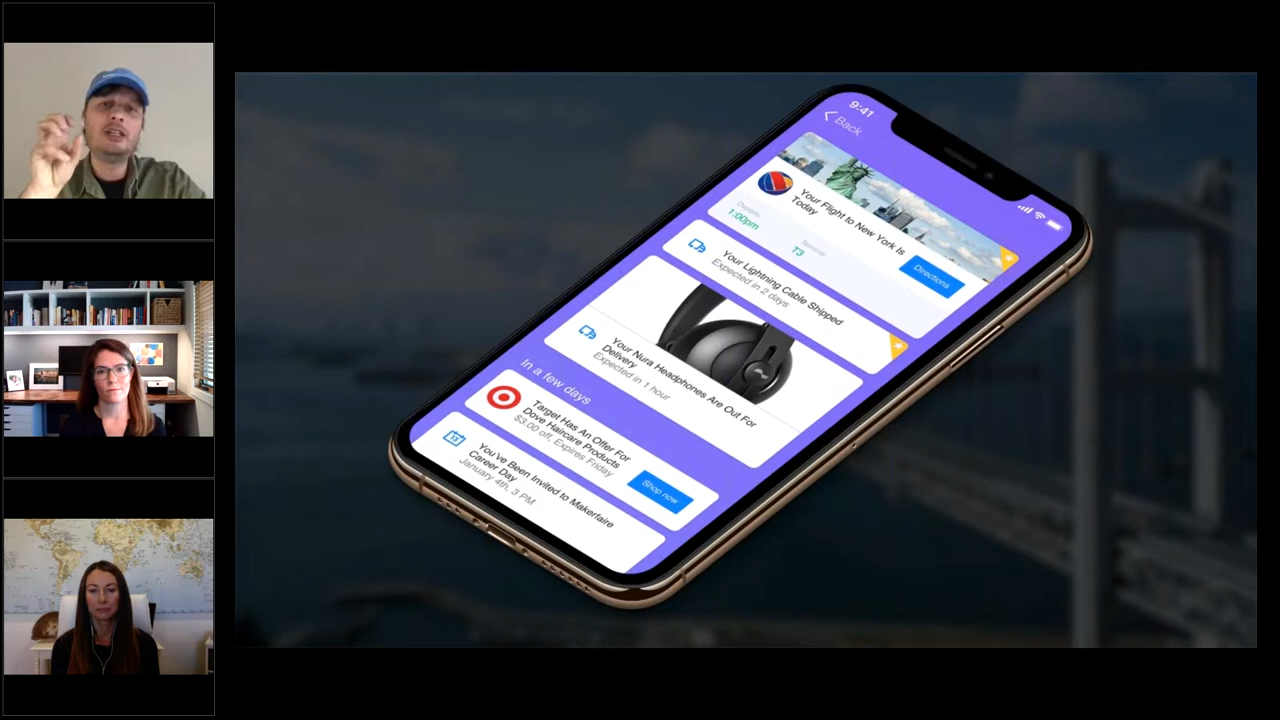 9:41
Back
Your Flight to New York Is
Today
Directions
Departs
1:00pm
Terminal
T3
Your Lightning Cable Shipped
Expected in 2 days
Your Nura Headphones Are Out For
Delivery
Expected in 1 hour
In a few days
Target Has An Offer For
Dove Haircare Products
$3.00 off, Expires Friday
Shop now
You've Been Invited to Makerfaire
Career Day
January 4th, 3 PM